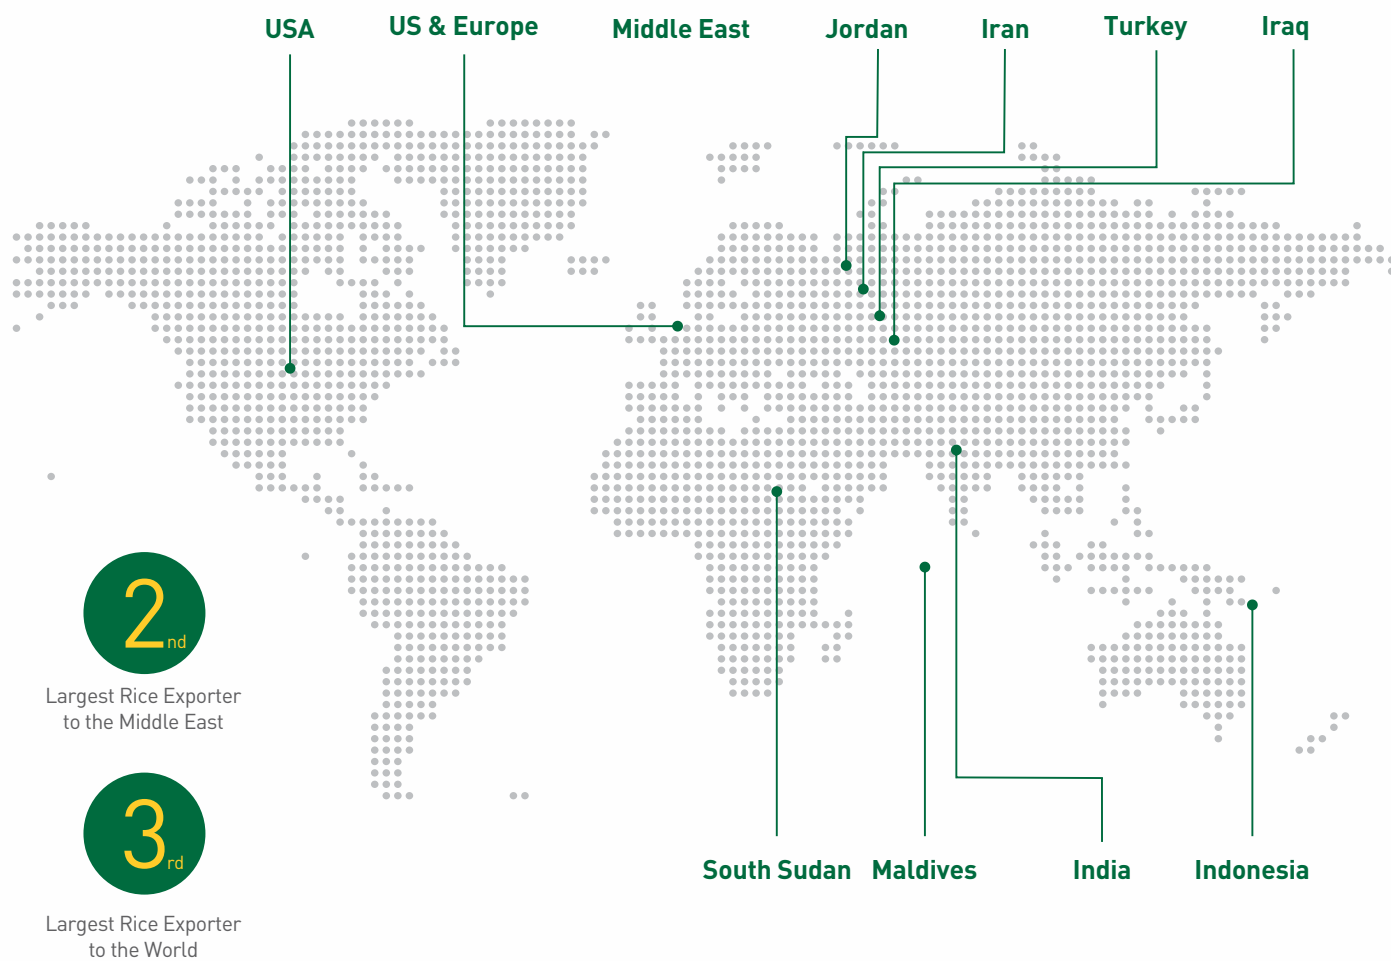 USA
US & Europe
Middle East
Jordan
Iran
Turkey
Iraq
2nd
Largest Rice Exporter
to the Middle East
3rd
Largest Rice Exporter
to the World
South Sudan
Maldives
India
Indonesia